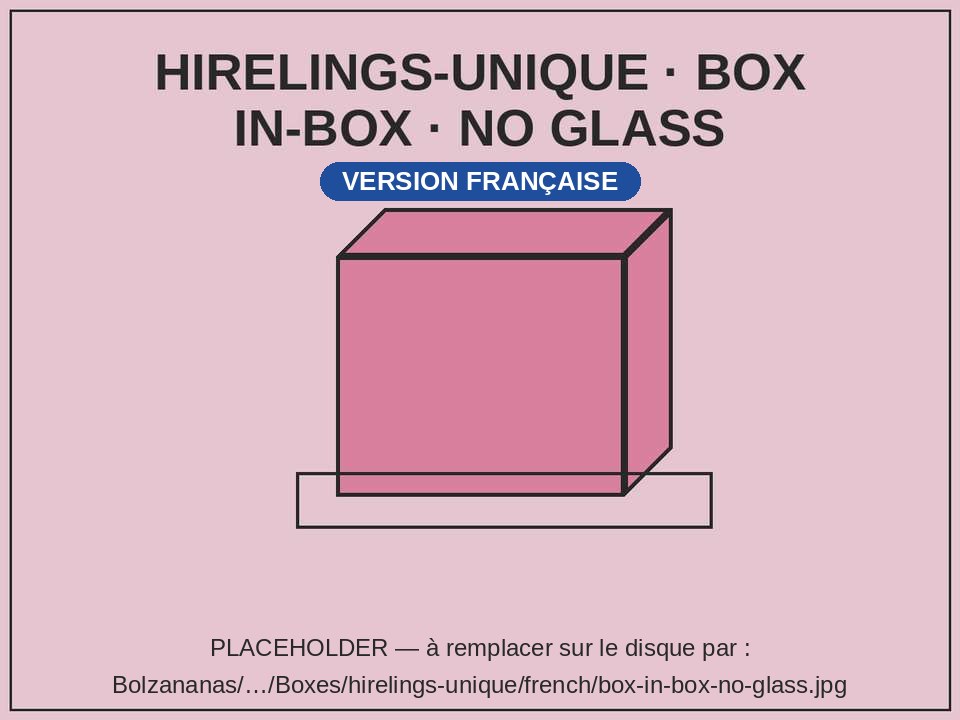 HIRELINGS-UNIQUE · BOX
IN-BOX · NO GLASS
VERSION FRANÇAISE
PLACEHOLDER — à remplacer sur le disque par :
Bolzananas/…/Boxes/hirelings-unique/french/box-in-box-no-glass.jpg